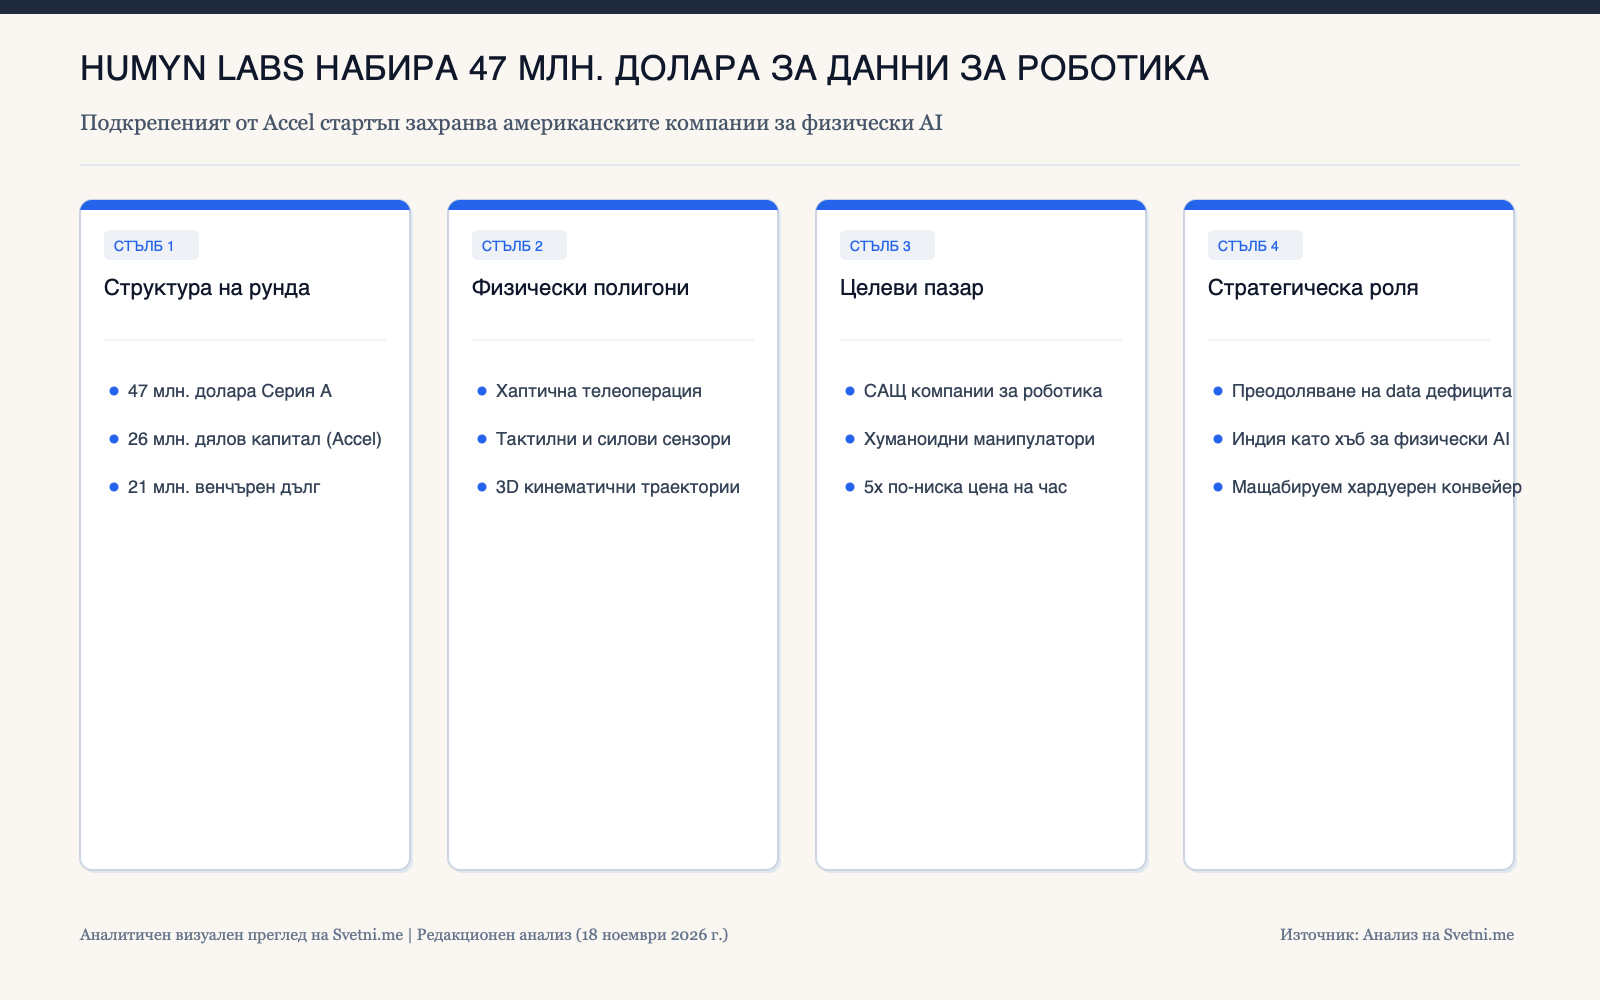 HUMYN LABS НАБИРА 47 МЛН. ДОЛАРА ЗА ДАННИ ЗА РОБОТИКА
Подкрепеният от Accel стартъп захранва американските компании за физически AI
СТЪЛБ 1
Структура на рунда
47 млн. долара Серия А
26 млн. дялов капитал (Accel)
21 млн. венчърен дълг
СТЪЛБ 2
Физически полигони
Хаптична телеоперация
Тактилни и силови сензори
3D кинематични траектории
СТЪЛБ 3
Целеви пазар
САЩ компании за роботика
Хуманоидни манипулатори
5x по-ниска цена на час
СТЪЛБ 4
Стратегическа роля
Преодоляване на data дефицита
Индия като хъб за физически AI
Мащабируем хардуерен конвейер
Аналитичен визуален преглед на Svetni.me | Редакционен анализ (18 ноември 2026 г.)
Източник: Анализ на Svetni.me